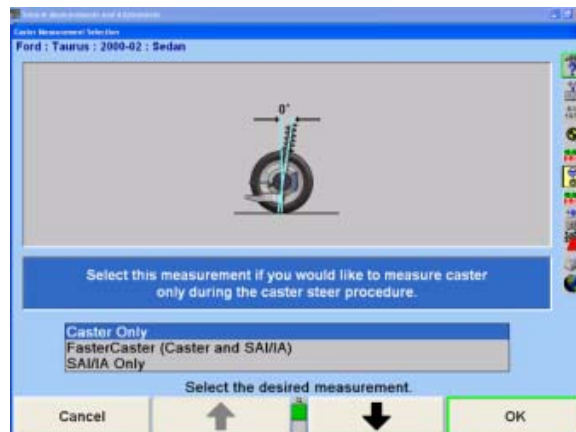 Caster Measurement Selection
Ford : Taurus : 2000-02 : Sedan
0°
Select this measurement if you would like to measure caster
only during the caster steer procedure.
Caster Only
FasterCaster (Caster and SAI/IA)
SAI/IA Only
Select the desired measurement.
Cancel
OK